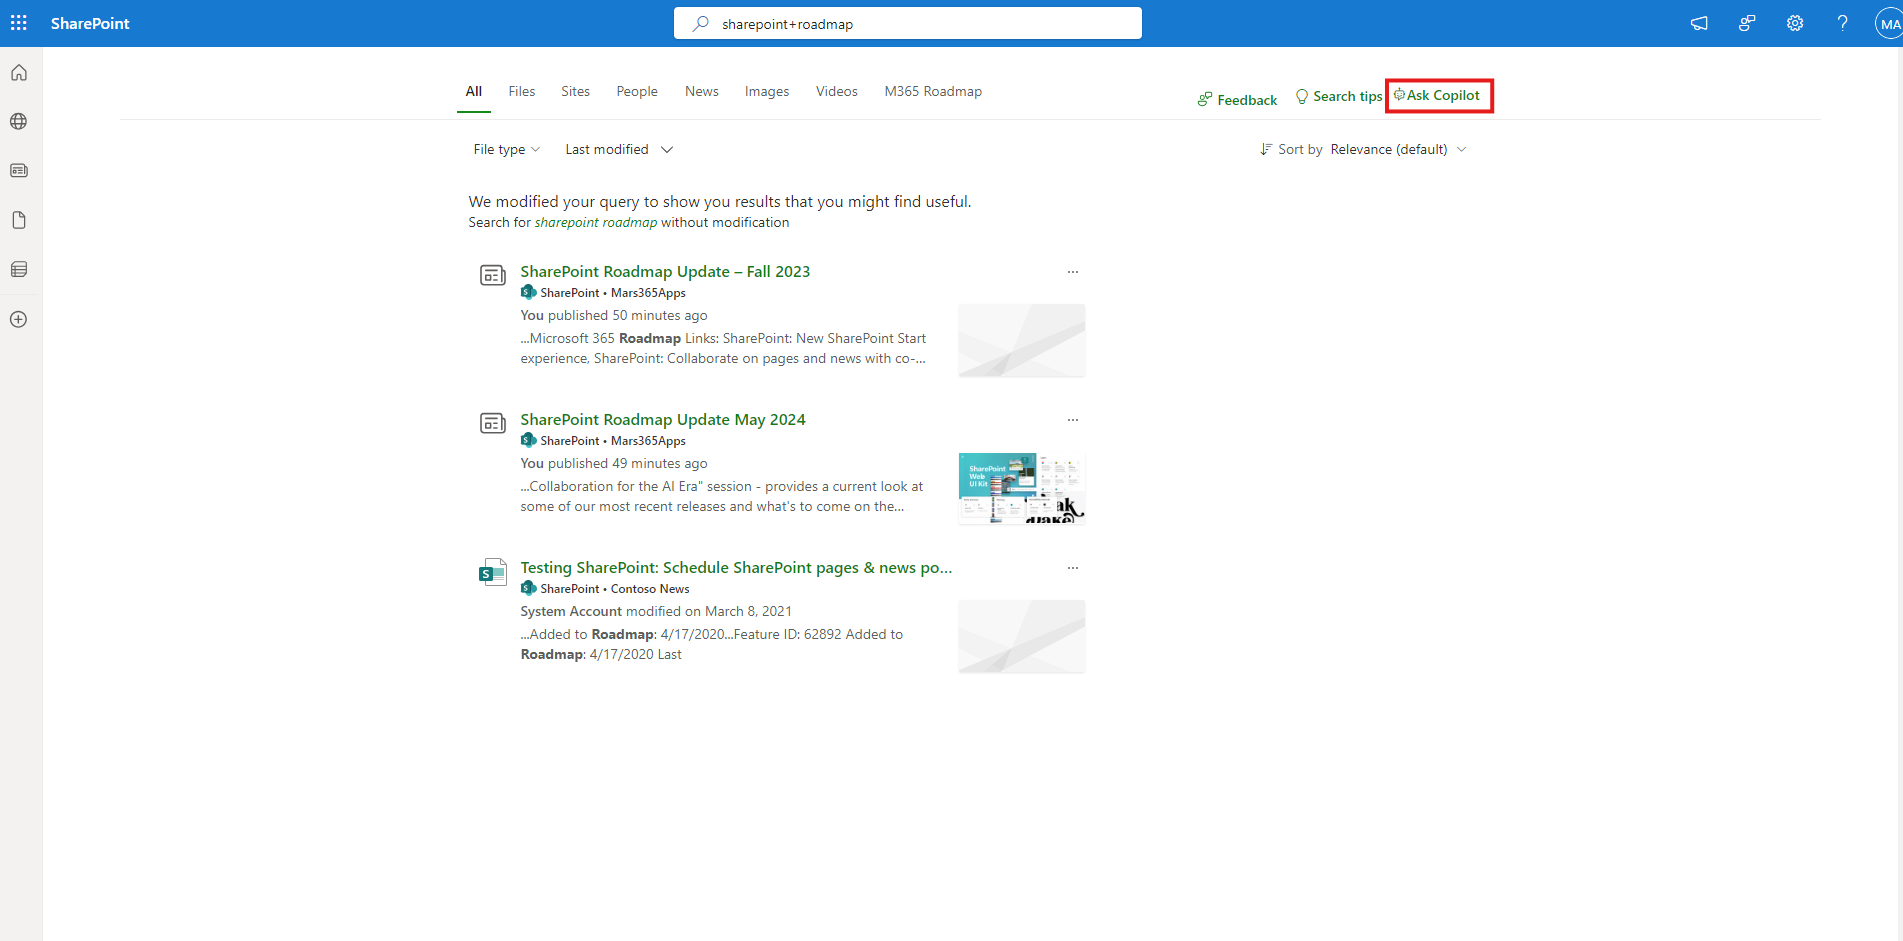 SharePoint
sharepoint+roadmap
MA
All
Files
Sites
People
News
Images
Videos
M365 Roadmap
Feedback
Search tips
Ask Copilot
File type
Last modified
Sort by Relevance (default)
We modified your query to show you results that you might find useful.
Search for sharepoint roadmap without modification
SharePoint Roadmap Update – Fall 2023
SharePoint • Mars365Apps
You published 50 minutes ago
...Microsoft 365 Roadmap Links: SharePoint: New SharePoint Start
experience, SharePoint: Collaborate on pages and news with co-...
SharePoint Roadmap Update May 2024
SharePoint • Mars365Apps
You published 49 minutes ago
...Collaboration for the AI Era" session - provides a current look at
some of our most recent releases and what's to come on the...
SharePoint
Web
UI Kit
Testing SharePoint: Schedule SharePoint pages & news po...
SharePoint • Contoso News
System Account modified on March 8, 2021
...Added to Roadmap: 4/17/2020...Feature ID: 62892 Added to
Roadmap: 4/17/2020 Last